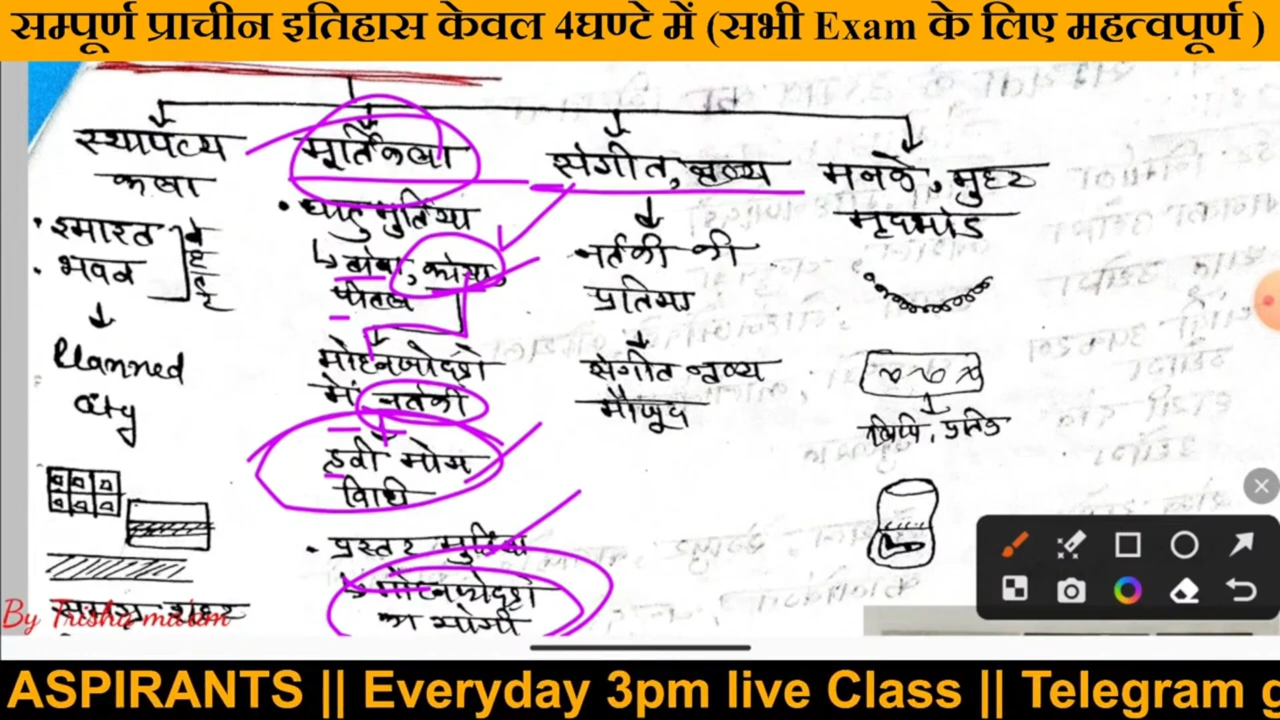 सम्पूर्ण प्राचीन इतिहास केवल 4घण्टे में (सभी Exam के लिए महत्वपूर्ण )
स्थापत्य
कला
• इमारत
• भवन
Planned
City
मूर्तिकला
• धातु मूर्तियां
↳ तांबा, कांसा,
पीतल
मोहनजोदड़ो
में नर्तकी
द्रवी मोम
विधि
• प्रस्तर मूर्तियां
↳ मोहनजोदड़ो
का योगी
संगीत, नृत्य
नर्तकी की
प्रतिमा
संगीत नृत्य
मौजूद
मनके, मुहर
मृदभांड
लिपि, प्रतिक
By Trisha ma'am
ASPIRANTS || Everyday 3pm live Class || Telegram g